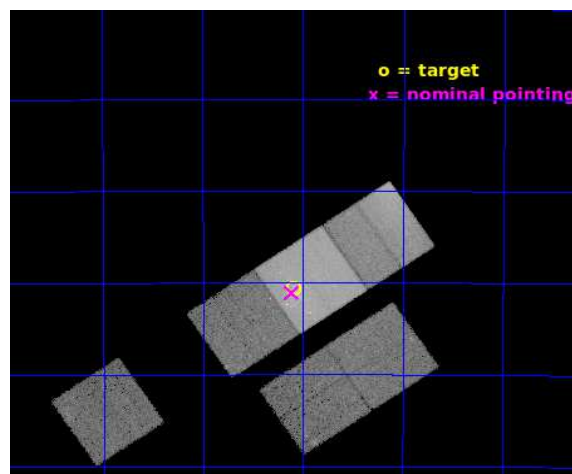 o = target
x = nominal pointing